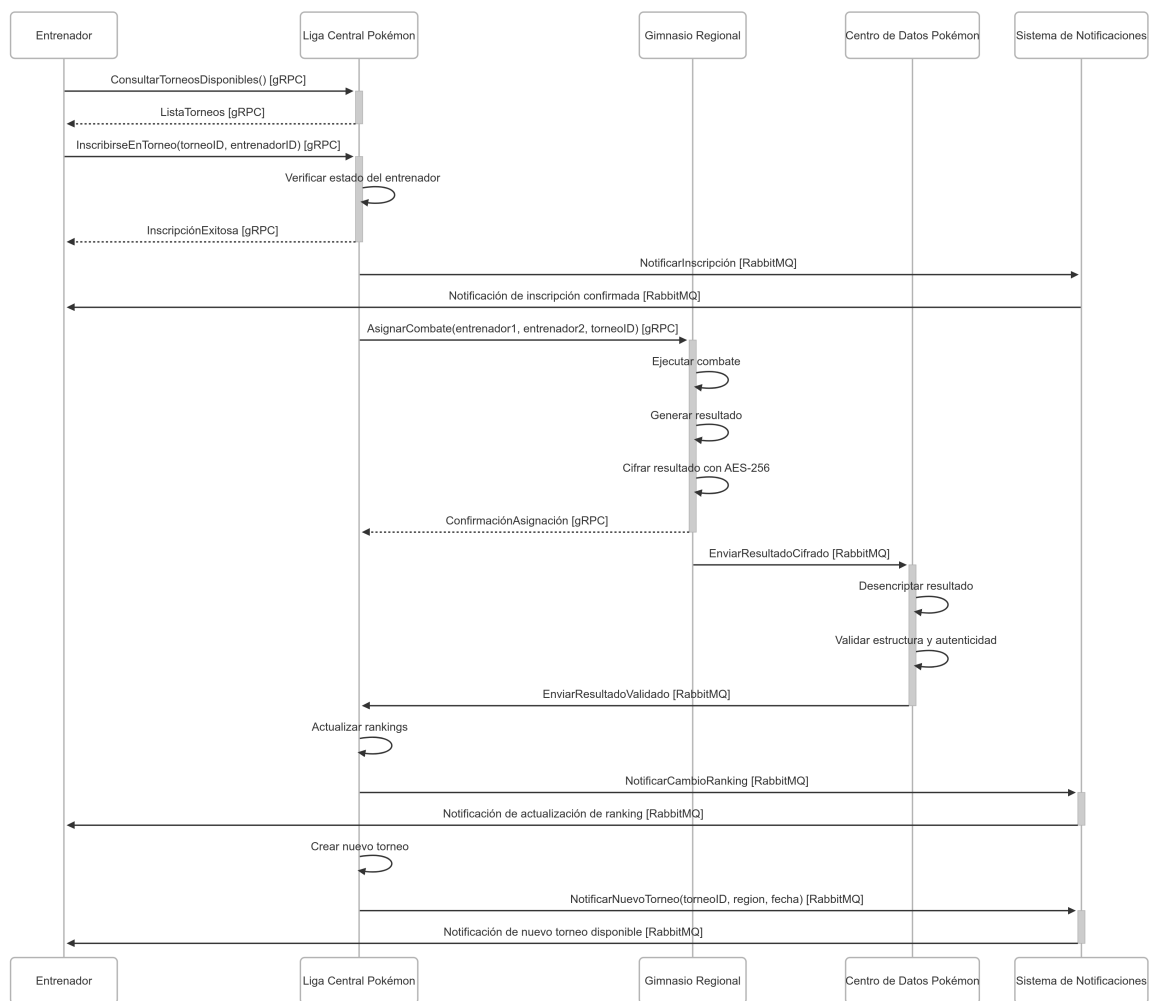 Entrenador
Liga Central Pokémon
Gimnasio Regional
Centro de Datos Pokémon
Sistema de Notificaciones
ConsultarTorneosDisponibles() [gRPC]
ListaTorneos [gRPC]
InscribirseEnTorneo(torneoID, entrenadorID) [gRPC]
Verificar estado del entrenador
InscripciónExitosa [gRPC]
NotificarInscripción [RabbitMQ]
Notificación de inscripción confirmada [RabbitMQ]
AsignarCombate(entrenador1, entrenador2, torneoID) [gRPC]
Ejecutar combate
Generar resultado
Cifrar resultado con AES-256
ConfirmaciónAsignación [gRPC]
EnviarResultadoCifrado [RabbitMQ]
Desencriptar resultado
Validar estructura y autenticidad
EnviarResultadoValidado [RabbitMQ]
Actualizar rankings
NotificarCambioRanking [RabbitMQ]
Notificación de actualización de ranking [RabbitMQ]
Crear nuevo torneo
NotificarNuevoTorneo(torneoID, region, fecha) [RabbitMQ]
Notificación de nuevo torneo disponible [RabbitMQ]
Entrenador
Liga Central Pokémon
Gimnasio Regional
Centro de Datos Pokémon
Sistema de Notificaciones